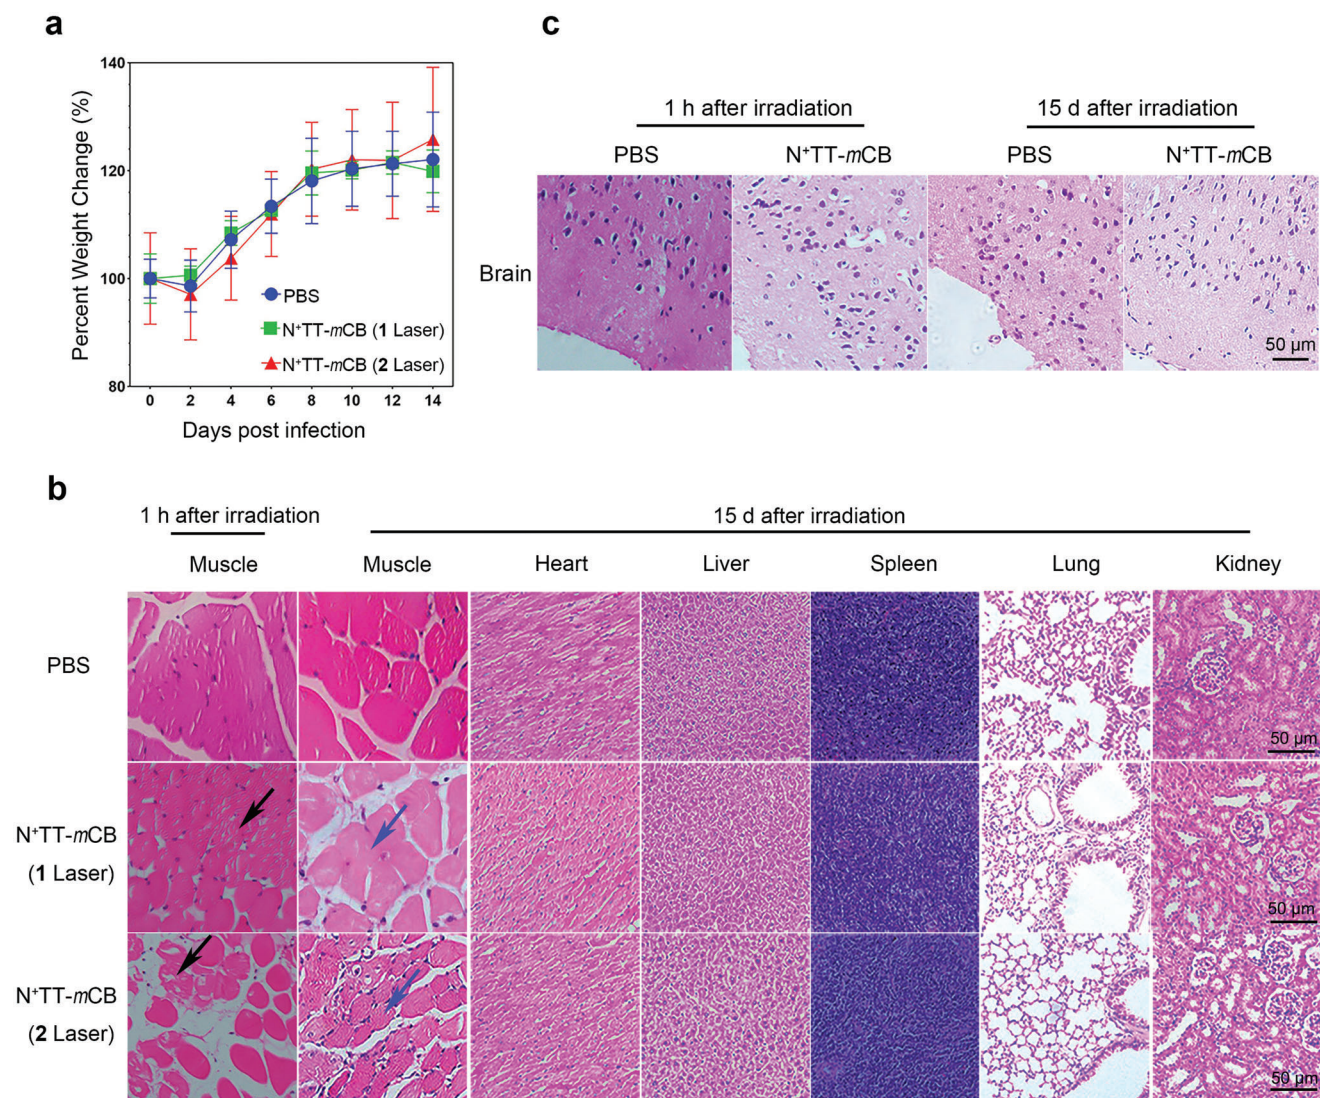 a
140
120
100
80
Percent Weight Change (%)
PBS
N⁺TT-mCB (1 Laser)
N⁺TT-mCB (2 Laser)
0 2 4 6 8 10 12 14
Days post infection
c
1 h after irradiation 15 d after irradiation
PBS N⁺TT-mCB PBS N⁺TT-mCB
Brain
50 µm
b
1 h after irradiation 15 d after irradiation
Muscle Muscle Heart Liver Spleen Lung Kidney
PBS
50 µm
N⁺TT-mCB
(1 Laser)
50 µm
N⁺TT-mCB
(2 Laser)
50 µm